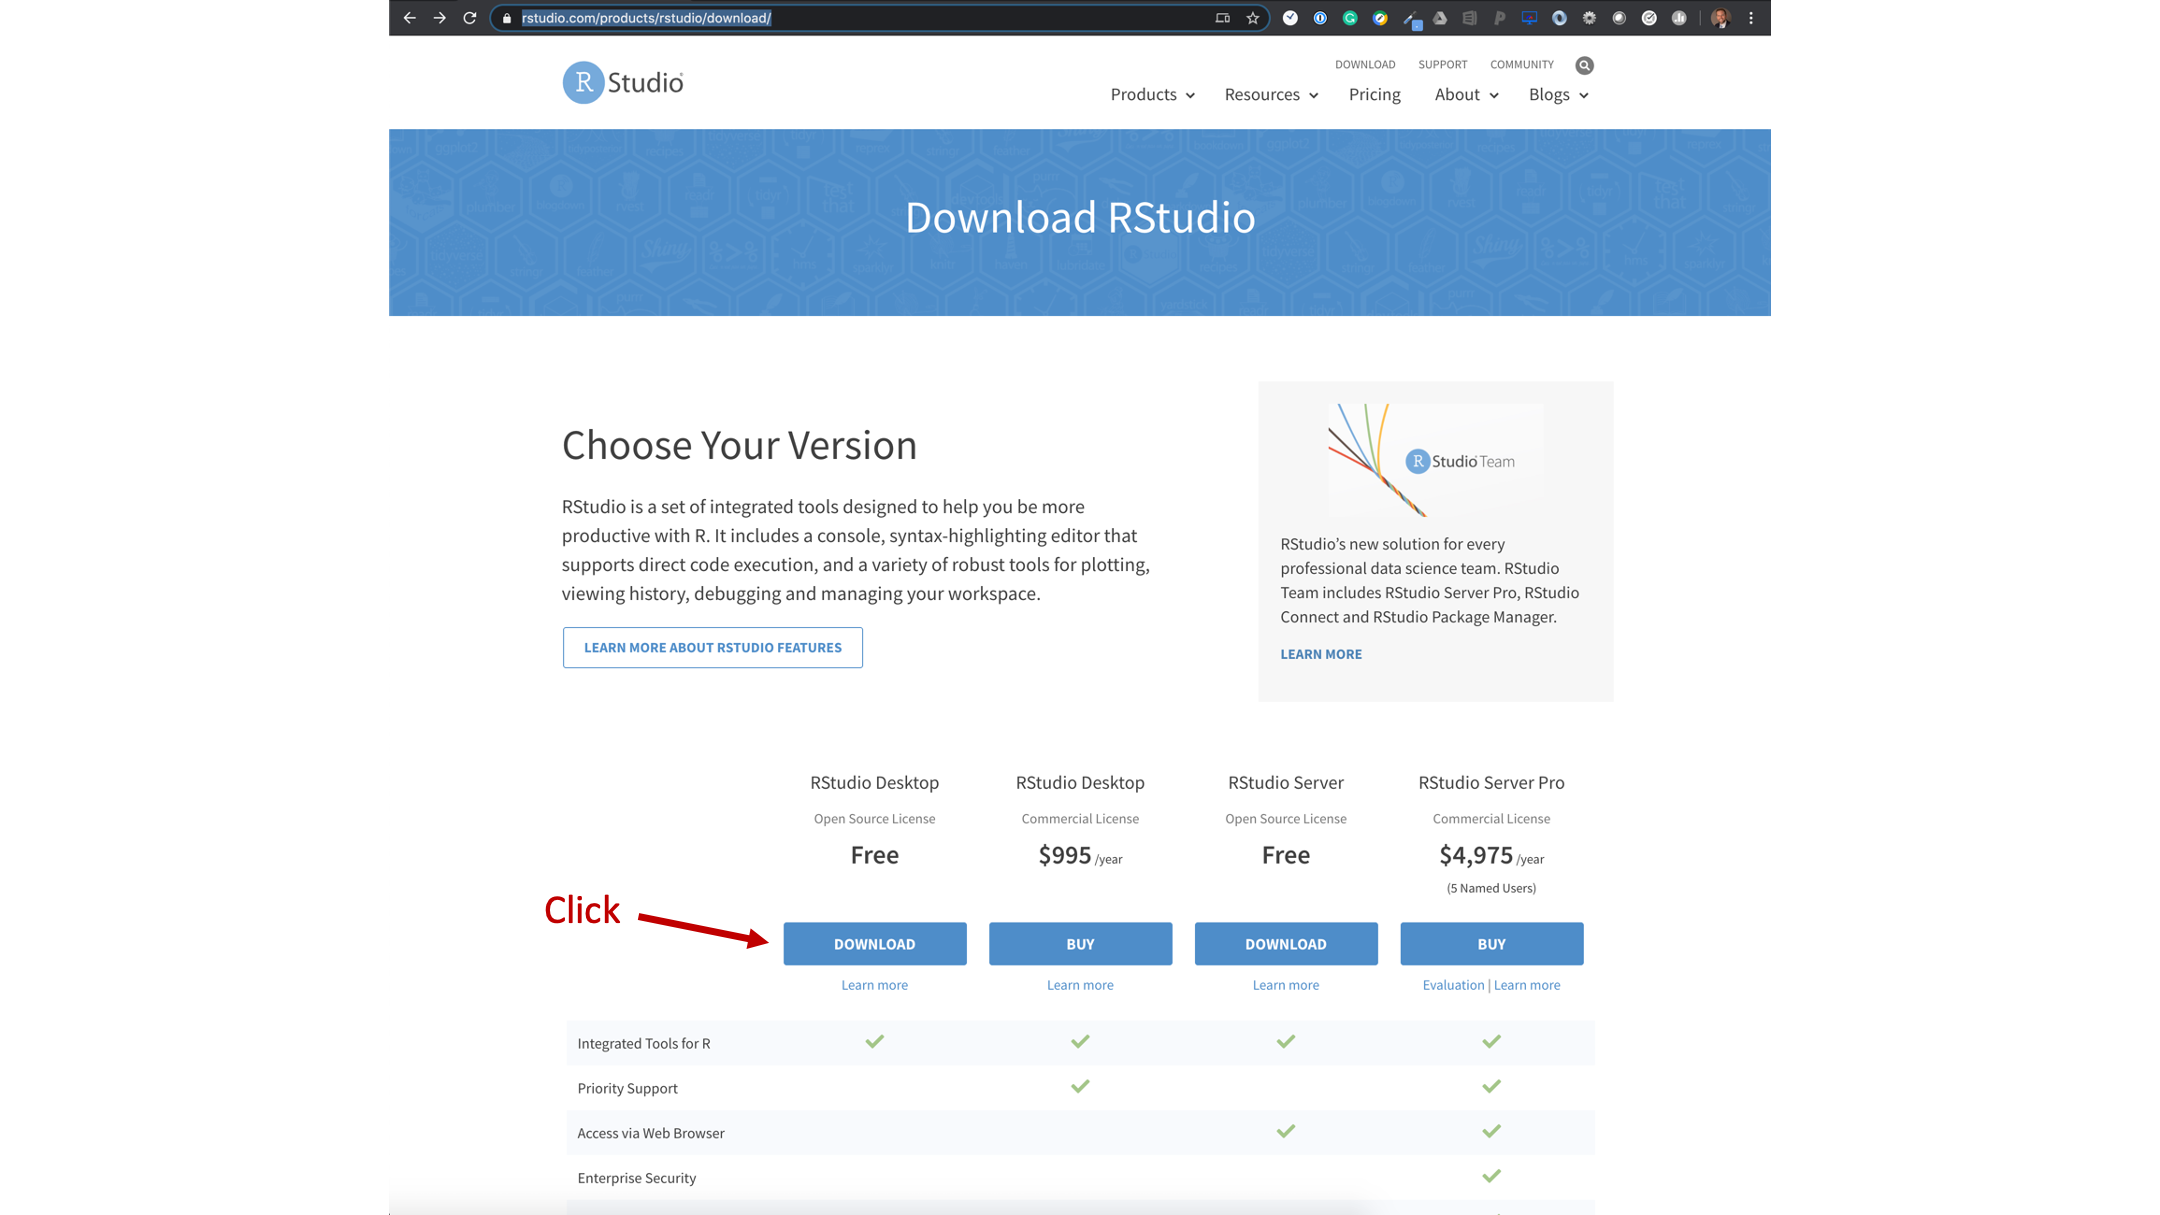 rstudio.com/products/rstudio/download/
DOWNLOAD SUPPORT COMMUNITY
R Studio
Products Resources Pricing About Blogs
Download RStudio
Choose Your Version
RStudio is a set of integrated tools designed to help you be more
productive with R. It includes a console, syntax-highlighting editor that
supports direct code execution, and a variety of robust tools for plotting,
viewing history, debugging and managing your workspace.
LEARN MORE ABOUT RSTUDIO FEATURES
R Studio Team
RStudio’s new solution for every
professional data science team. RStudio
Team includes RStudio Server Pro, RStudio
Connect and RStudio Package Manager.
LEARN MORE
RStudio Desktop RStudio Desktop RStudio Server RStudio Server Pro
Open Source License Commercial License Open Source License Commercial License
Free $995 /year Free $4,975 /year
(5 Named Users)
Click
DOWNLOAD BUY DOWNLOAD BUY
Learn more Learn more Learn more Evaluation | Learn more
Integrated Tools for R
Priority Support
Access via Web Browser
Enterprise Security